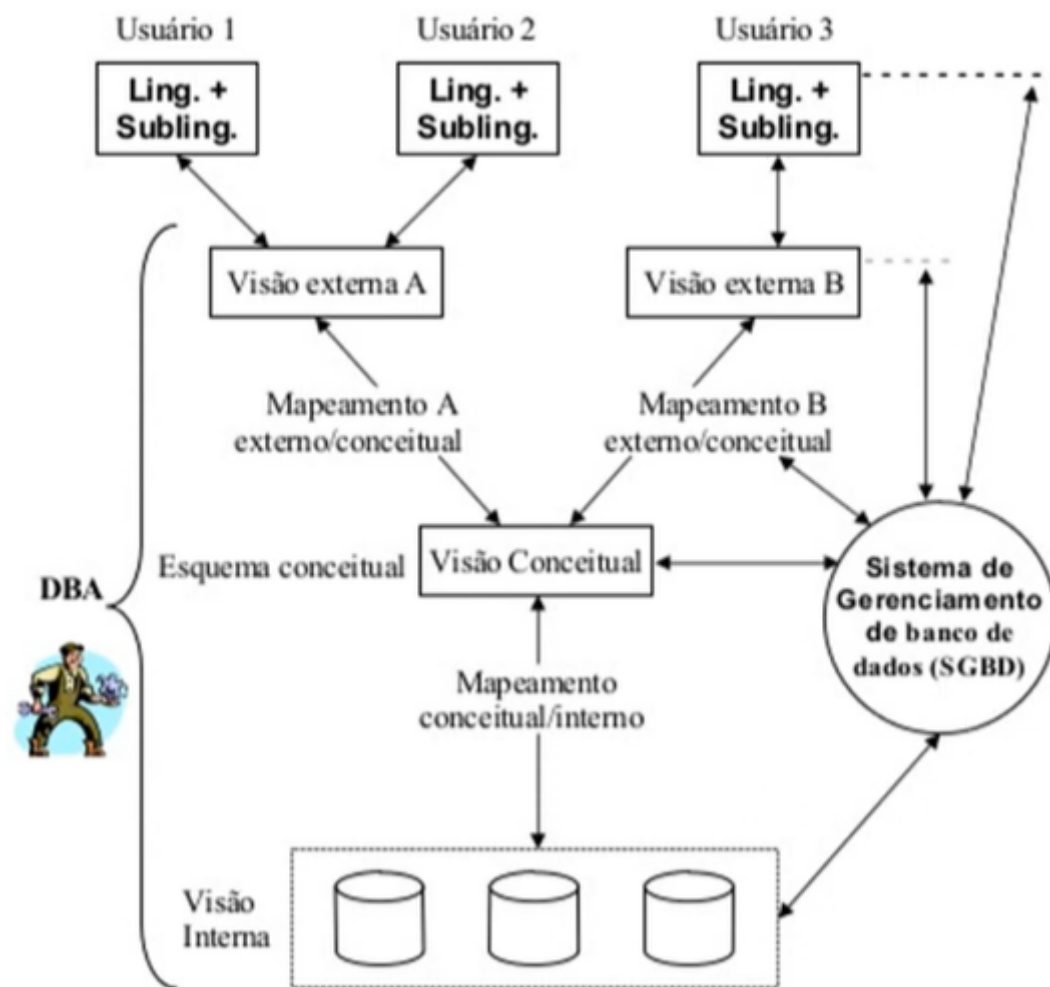 Usuário 1
Usuário 2
Usuário 3
Ling. +
Subling.
Ling. +
Subling.
Ling. +
Subling.
Visão externa A
Visão externa B
Mapeamento A
externo/conceitual
Mapeamento B
externo/conceitual
Esquema conceitual
Visão Conceitual
DBA
Sistema de
Gerenciamento
de banco de
dados (SGBD)
Mapeamento
conceitual/interno
Visão
Interna